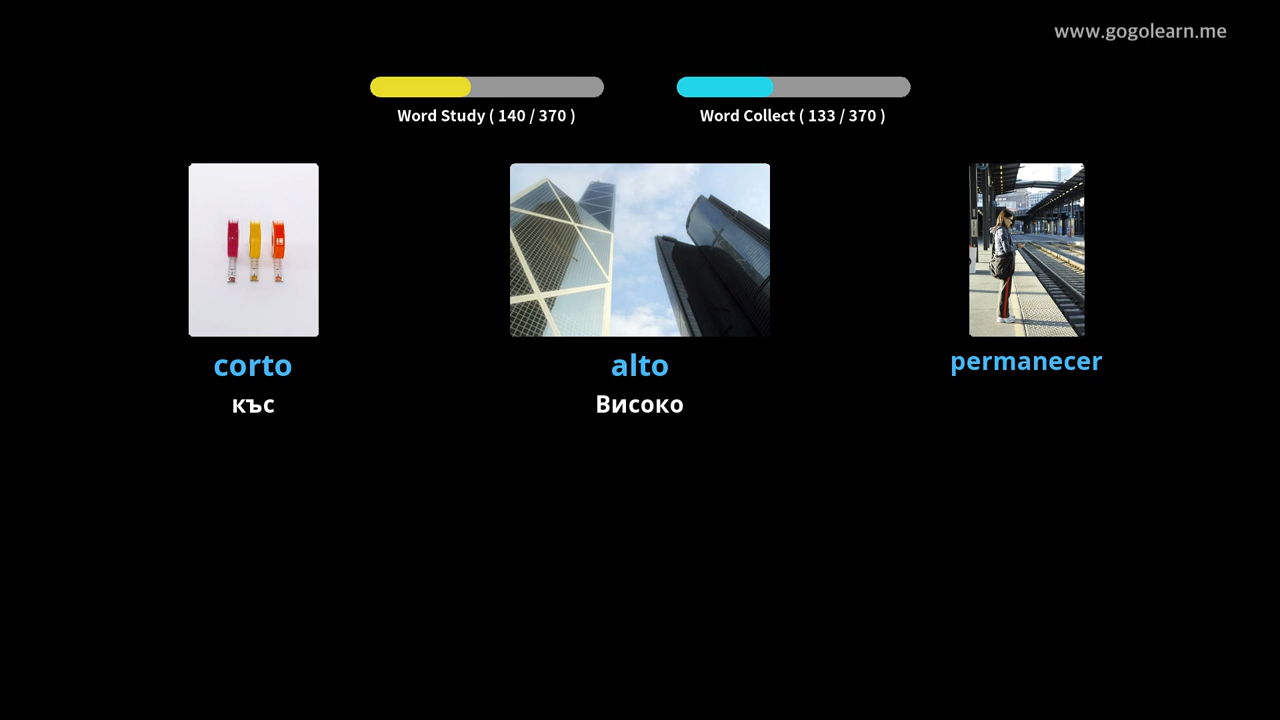 www.gogolearn.me
Word Study ( 140 / 370 )
Word Collect ( 133 / 370 )
corto
alto
permanecer
къс
Високо